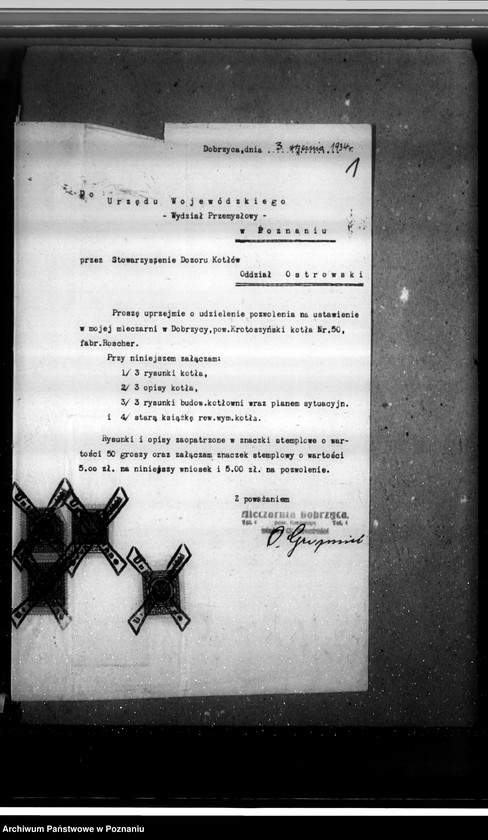 Dobrzyca, dnia 3 stycznia 1934r.
1
Do
Urzędu Wojewódzkiego
- Wydział Przemysłowy -
w Poznaniu
przez Stowarzyszenie Dozoru Kotłów
Oddział Ostrowski
Proszę uprzejmie o udzielenie pozwolenia na ustawienie
w mojej mleczarni w Dobrzycy, pow.Krotoszyński kotła Nr.50,
fabr.Roscher.
Przy niniejszem załączam:
1/ 3 rysunki kotła,
2/ 3 opisy kotła,
3/ 3 rysunki budow.kotłowni wraz planem sytuacyjn.
i 4/ starą książkę rew.wym.kotła.
Rysunki i opisy zaopatrzone w znaczki stemplowe o war-
tości 50 groszy oraz załączam znaczek stemplowy o wartości
5.oo zł. na niniejszy wniosek i 5.00 zł. na pozwolenie.
Z poważaniem
Mleczarnia Dobrzyca.
Tel. 4 Tel. 4
Archiwum Państwowe w Poznaniu